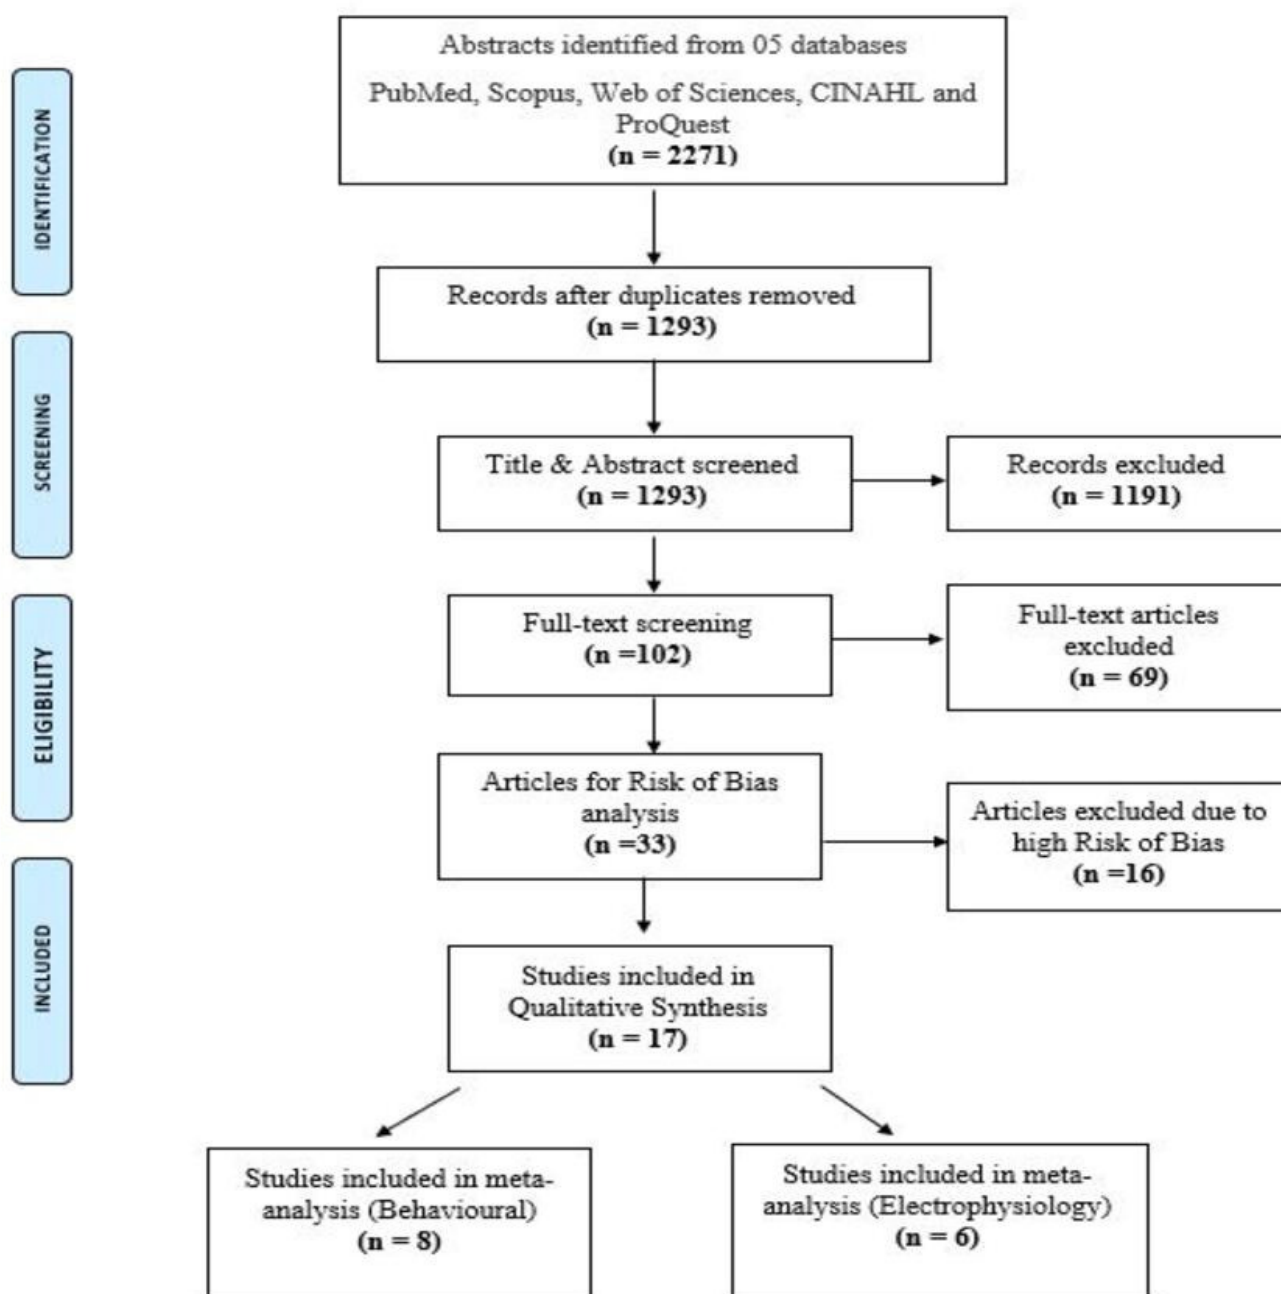 Abstracts identified from 05 databases
PubMed, Scopus, Web of Sciences, CINAHL and
ProQuest
(n = 2271)
IDENTIFICATION
Records after duplicates removed
(n = 1293)
SCREENING
Title & Abstract screened
(n = 1293)
Records excluded
(n = 1191)
ELIGIBILITY
Full-text screening
(n =102)
Full-text articles
excluded
(n = 69)
Articles for Risk of Bias
analysis
(n =33)
Articles excluded due to
high Risk of Bias
(n =16)
INCLUDED
Studies included in
Qualitative Synthesis
(n = 17)
Studies included in meta-
analysis (Behavioural)
(n = 8)
Studies included in meta-
analysis (Electrophysiology)
(n = 6)